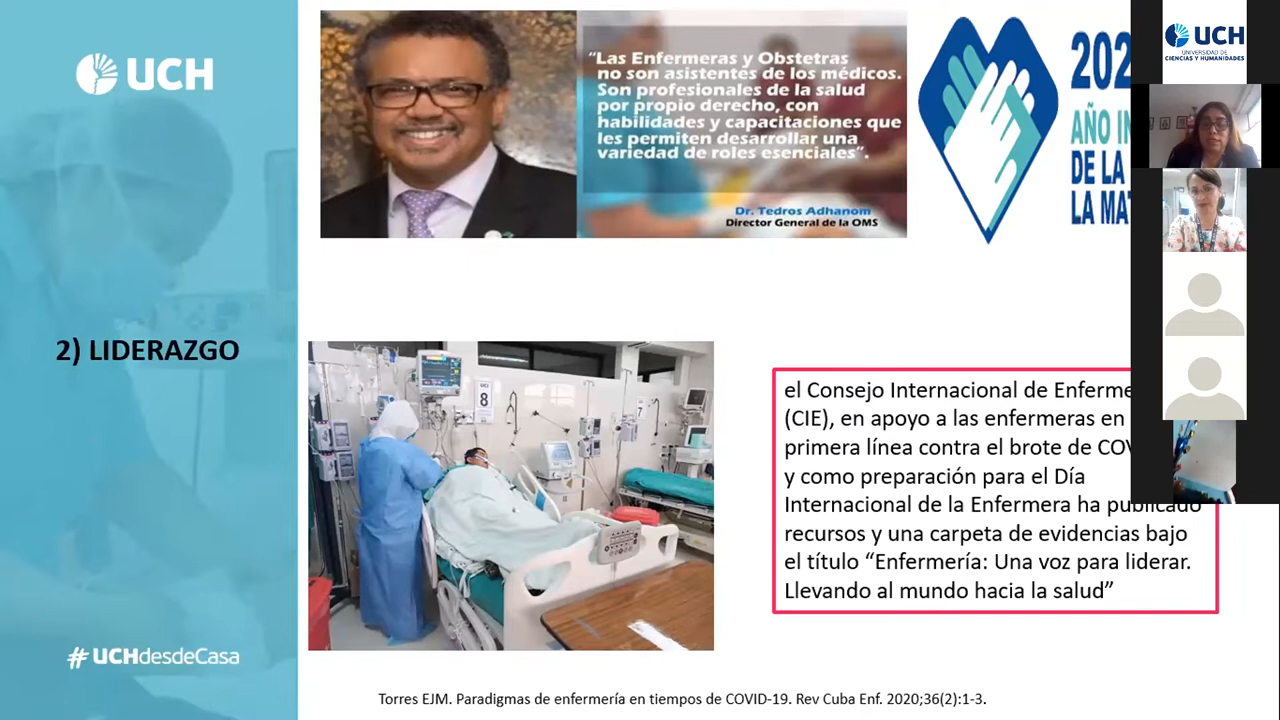 UCH
2) LIDERAZGO
#UCHdesdeCasa
“Las Enfermeras y Obstetras
no son asistentes de los médicos.
Son profesionales de la salud
por propio derecho, con
habilidades y capacitaciones que
les permiten desarrollar una
variedad de roles esenciales”.
Dr. Tedros Adhanom
Director General de la OMS
202
AÑO IN
DE LA
LA MA
UCH
UNIVERSIDAD DE
CIENCIAS Y HUMANIDADES
UCI
8
7
el Consejo Internacional de Enferme
(CIE), en apoyo a las enfermeras en
primera línea contra el brote de COV
y como preparación para el Día
Internacional de la Enfermera ha publicado
recursos y una carpeta de evidencias bajo
el título “Enfermería: Una voz para liderar.
Llevando al mundo hacia la salud”
Torres EJM. Paradigmas de enfermería en tiempos de COVID-19. Rev Cuba Enf. 2020;36(2):1-3.